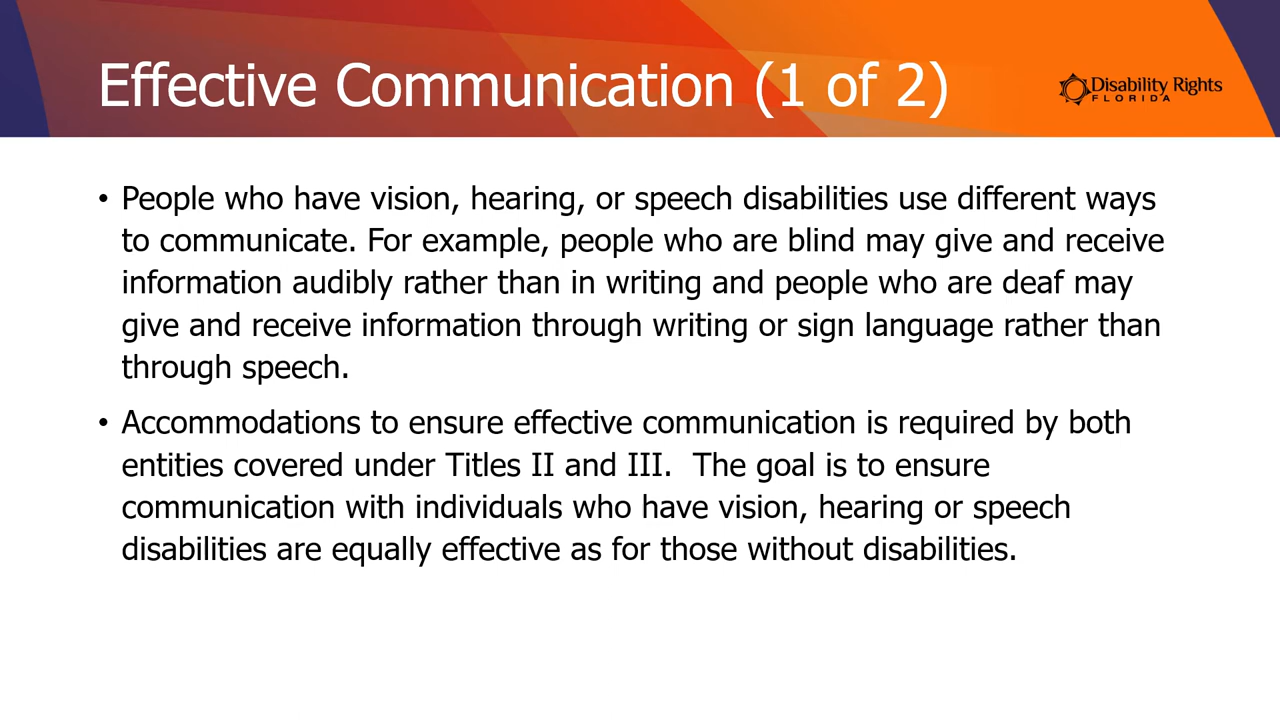 Effective Communication (1 of 2)
Disability Rights
FLORIDA
• People who have vision, hearing, or speech disabilities use different ways
to communicate. For example, people who are blind may give and receive
information audibly rather than in writing and people who are deaf may
give and receive information through writing or sign language rather than
through speech.
• Accommodations to ensure effective communication is required by both
entities covered under Titles II and III.  The goal is to ensure
communication with individuals who have vision, hearing or speech
disabilities are equally effective as for those without disabilities.